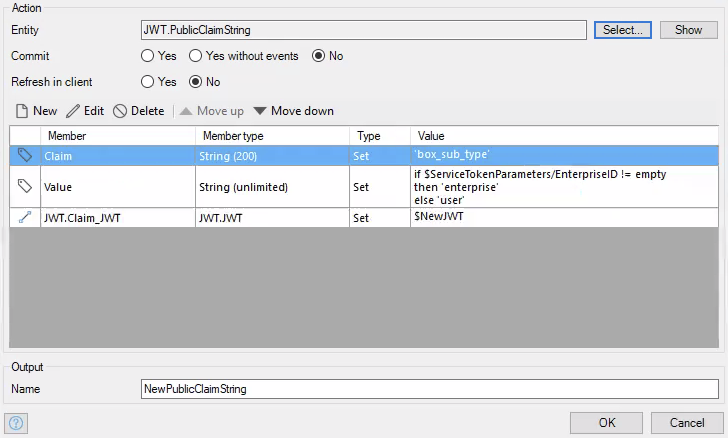 Action
Entity JWT.PublicClaimString Select... Show
Commit Yes Yes without events No
Refresh in client Yes No
New Edit Delete Move up Move down
Member Member type Type Value
Claim String (200) Set 'box_sub_type'
Value String (unlimited) Set if $ServiceTokenParameters/EnterpriseID != empty
then 'enterprise'
else 'user'
JWT.Claim_JWT JWT.JWT Set $NewJWT
Output
Name NewPublicClaimString
? OK Cancel